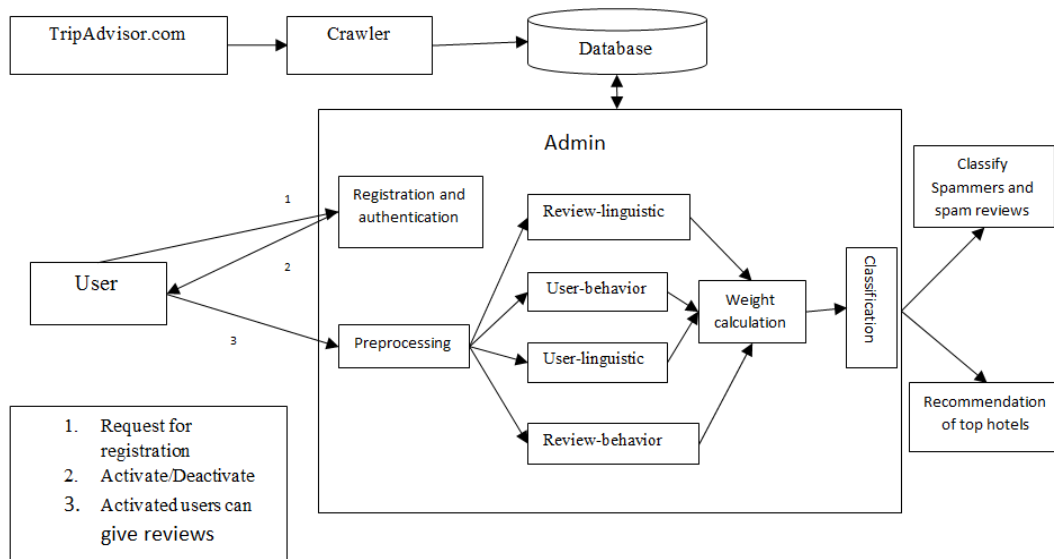 TripAdvisor.com
Crawler
Database
Admin
1
Registration and
authentication
2
User
3
Preprocessing
Review-linguistic
User-behavior
User-linguistic
Review-behavior
Weight
calculation
Classification
Classify
Spammers and
spam reviews
Recommendation
of top hotels
1. Request for
registration
2. Activate/Deactivate
3. Activated users can
give reviews